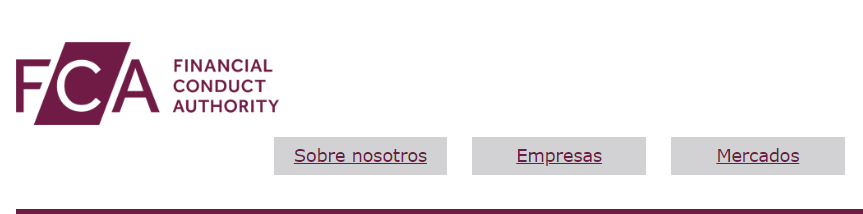 FCA
FINANCIAL
CONDUCT
AUTHORITY
Sobre nosotros
Empresas
Mercados